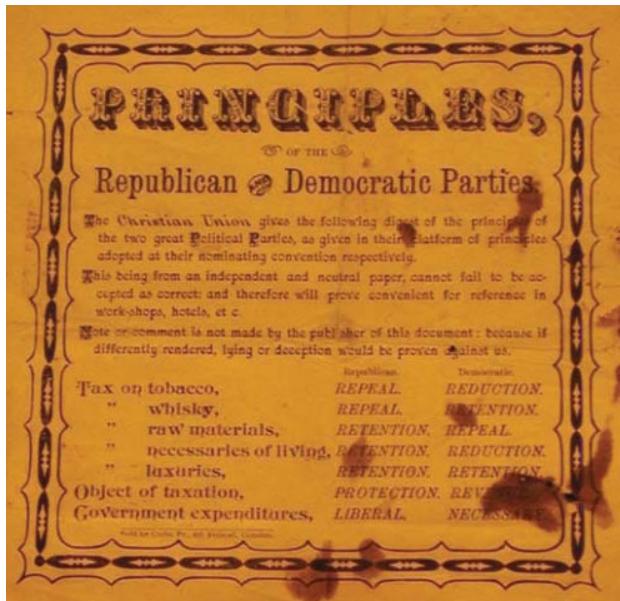 PRINCIPLES,
OF THE
Republican AND Democratic Parties.
The Christian Union gives the following digest of the principles of
the two great Political Parties, as given in their platform of principles
adopted at their nominating convention respectively.
This being from an independent and neutral paper, cannot fail to be ac-
cepted as correct: and therefore will prove convenient for reference in
work-shops, hotels, et c.
Note or comment is not made by the publisher of this document: because if
differently rendered, lying or deception would be proven against us.
Republican. Democratic.
Tax on tobacco, REPEAL. REDUCTION.
" whisky, REPEAL. RETENTION.
" raw materials, RETENTION. REPEAL.
" necessaries of living, RETENTION. REDUCTION.
" luxuries, RETENTION. RETENTION.
Object of taxation, PROTECTION. REVENUE.
Government expenditures, LIBERAL. NECESSARY.